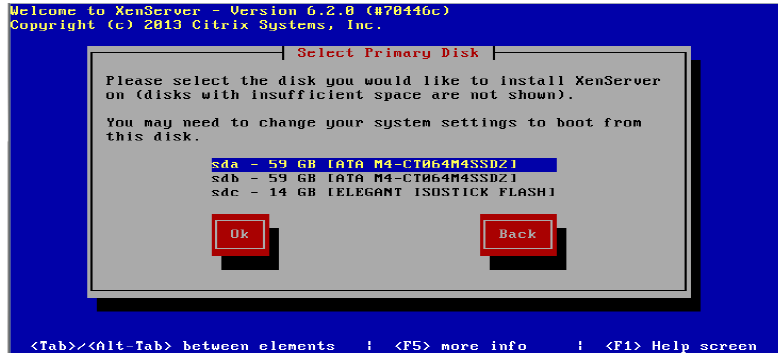 Welcome to XenServer - Version 6.2.0 (#70446c)
Copyright (c) 2013 Citrix Systems, Inc.
Select Primary Disk
Please select the disk you would like to install XenServer
on (disks with insufficient space are not shown).
You may need to change your system settings to boot from
this disk.
sda - 59 GB [ATA M4-CT064M4SSD2]
sdb - 59 GB [ATA M4-CT064M4SSD2]
sdc - 14 GB [ELEGANT ISOSTICK FLASH]
Ok Back
<Tab>/<Alt-Tab> between elements | <F5> more info | <F1> Help screen